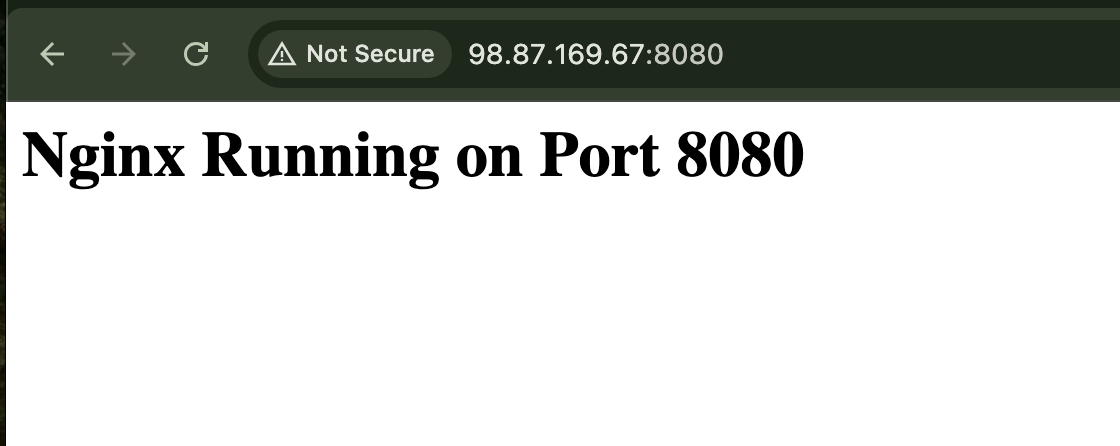 Not Secure 98.87.169.67:8080
Nginx Running on Port 8080